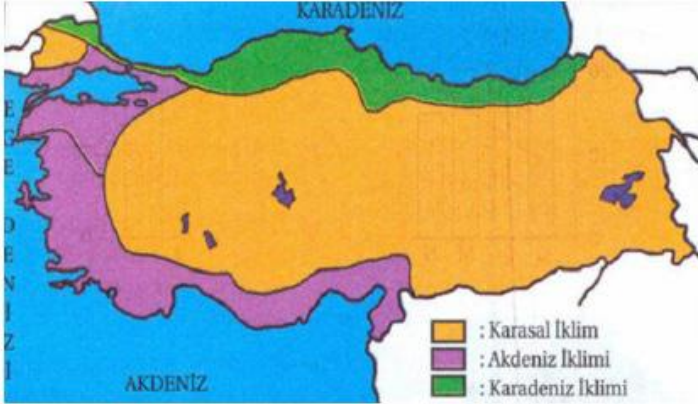 KARADENİZ
EGE DENİZİ
AKDENİZ
: Karasal İklim
: Akdeniz İklimi
: Karadeniz İklimi